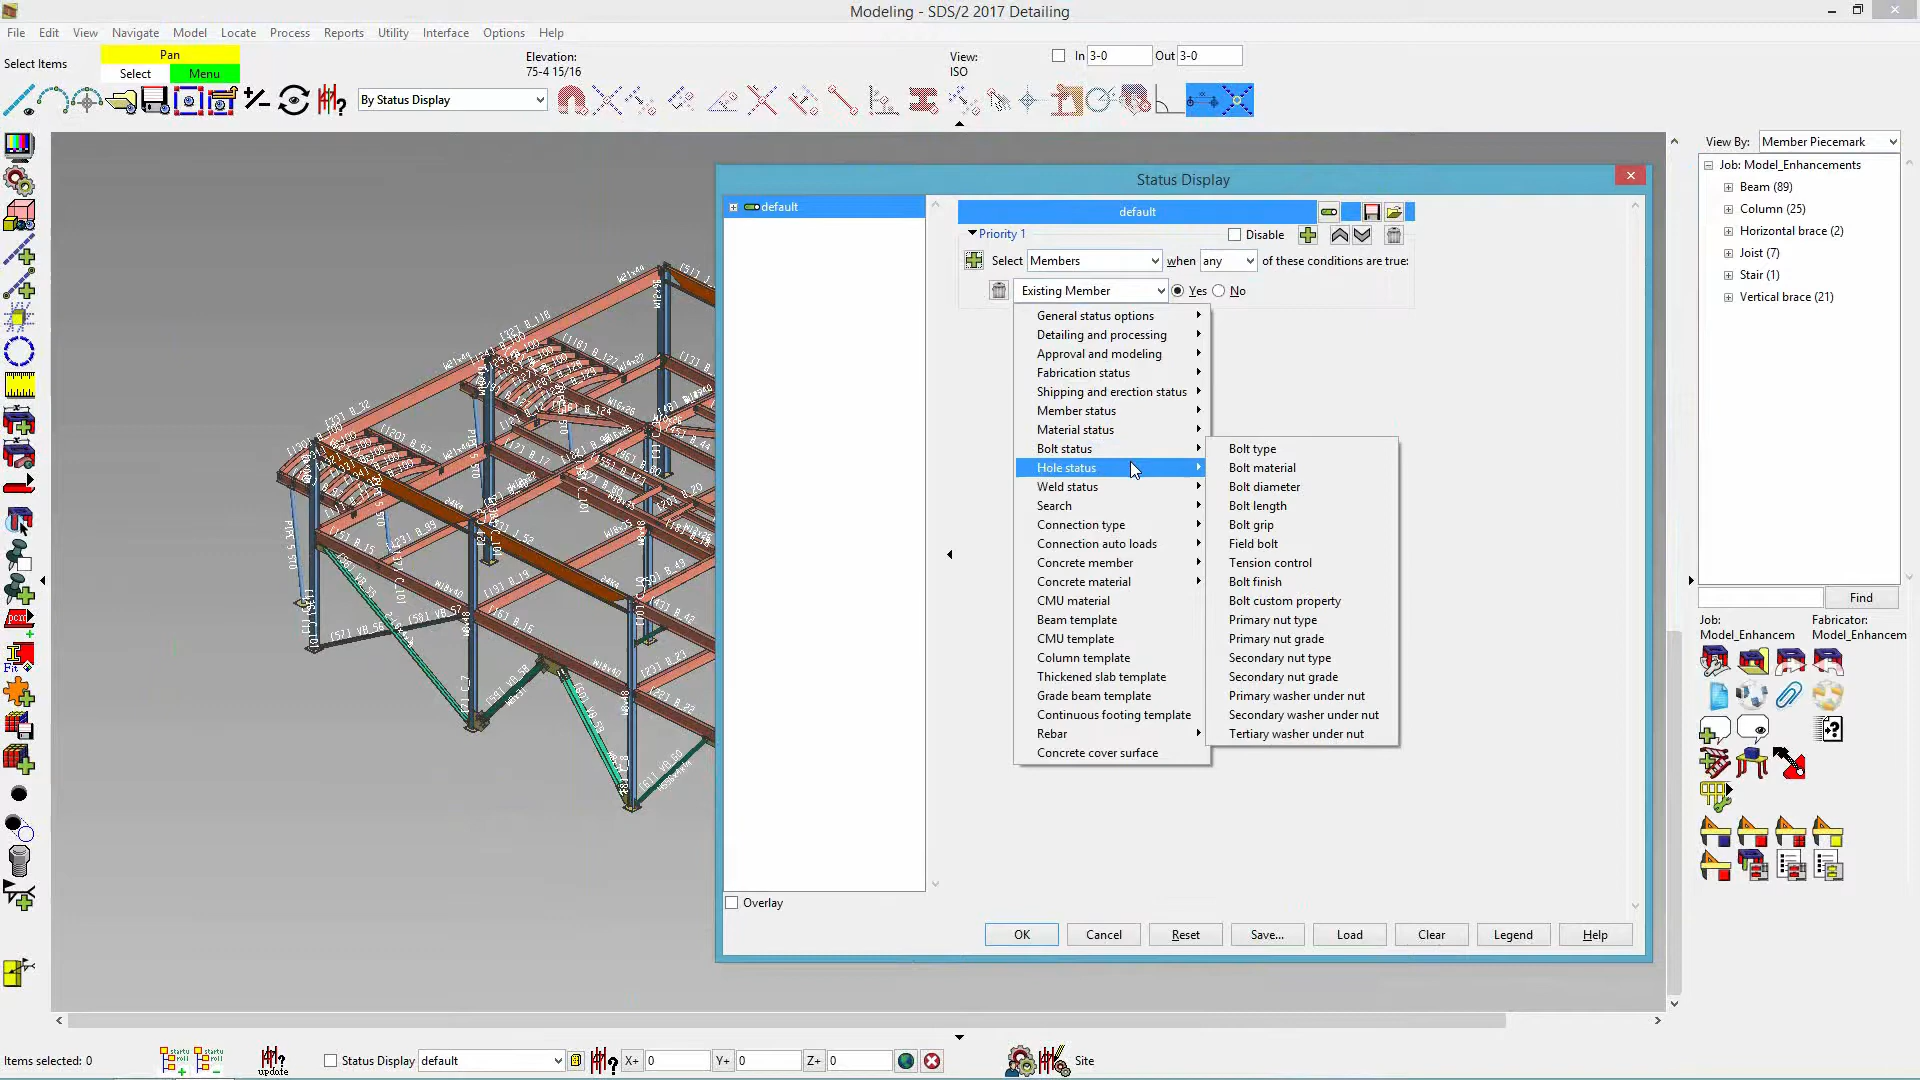 Modeling - SDS/2 2017 Detailing
File Edit View Navigate Model Locate Process Reports Utility Interface Options Help
Pan
Select Items
Select Menu
Elevation:
75-4 15/16
View:
ISO
In 3-0 Out 3-0
By Status Display
View By: Member Piecemark
Job: Model_Enhancements
Beam (89)
Column (25)
Horizontal brace (2)
Joist (7)
Stair (1)
Vertical brace (21)
Find
Job:
Model_Enhancem
Fabricator:
Model_Enhancem
Status Display
default
default
Priority 1
Disable
Select Members when any of these conditions are true:
Existing Member Yes No
General status options
Detailing and processing
Approval and modeling
Fabrication status
Shipping and erection status
Member status
Material status
Bolt status
Hole status
Weld status
Search
Connection type
Connection auto loads
Concrete member
Concrete material
CMU material
Beam template
CMU template
Column template
Thickened slab template
Grade beam template
Continuous footing template
Rebar
Concrete cover surface
Bolt type
Bolt material
Bolt diameter
Bolt length
Bolt grip
Field bolt
Tension control
Bolt finish
Bolt custom property
Primary nut type
Primary nut grade
Secondary nut type
Secondary nut grade
Primary washer under nut
Secondary washer under nut
Tertiary washer under nut
Overlay
OK Cancel Reset Save... Load Clear Legend Help
pcm
Fit
Items selected: 0
startu
roll
startu
roll
update
Status Display default
X+ 0 Y+ 0 Z+ 0
Site